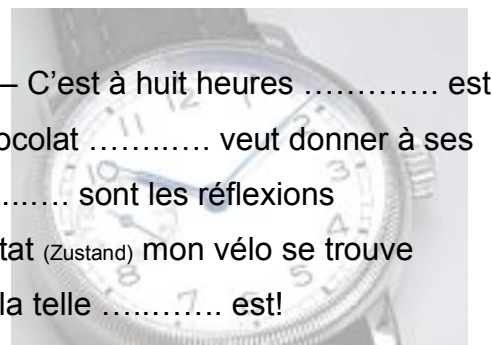 – C’est à huit heures …………. est
ocolat ……..…. veut donner à ses
...…. sont les réflexions
tat (Zustand) mon vélo se trouve
la telle …..……. est!